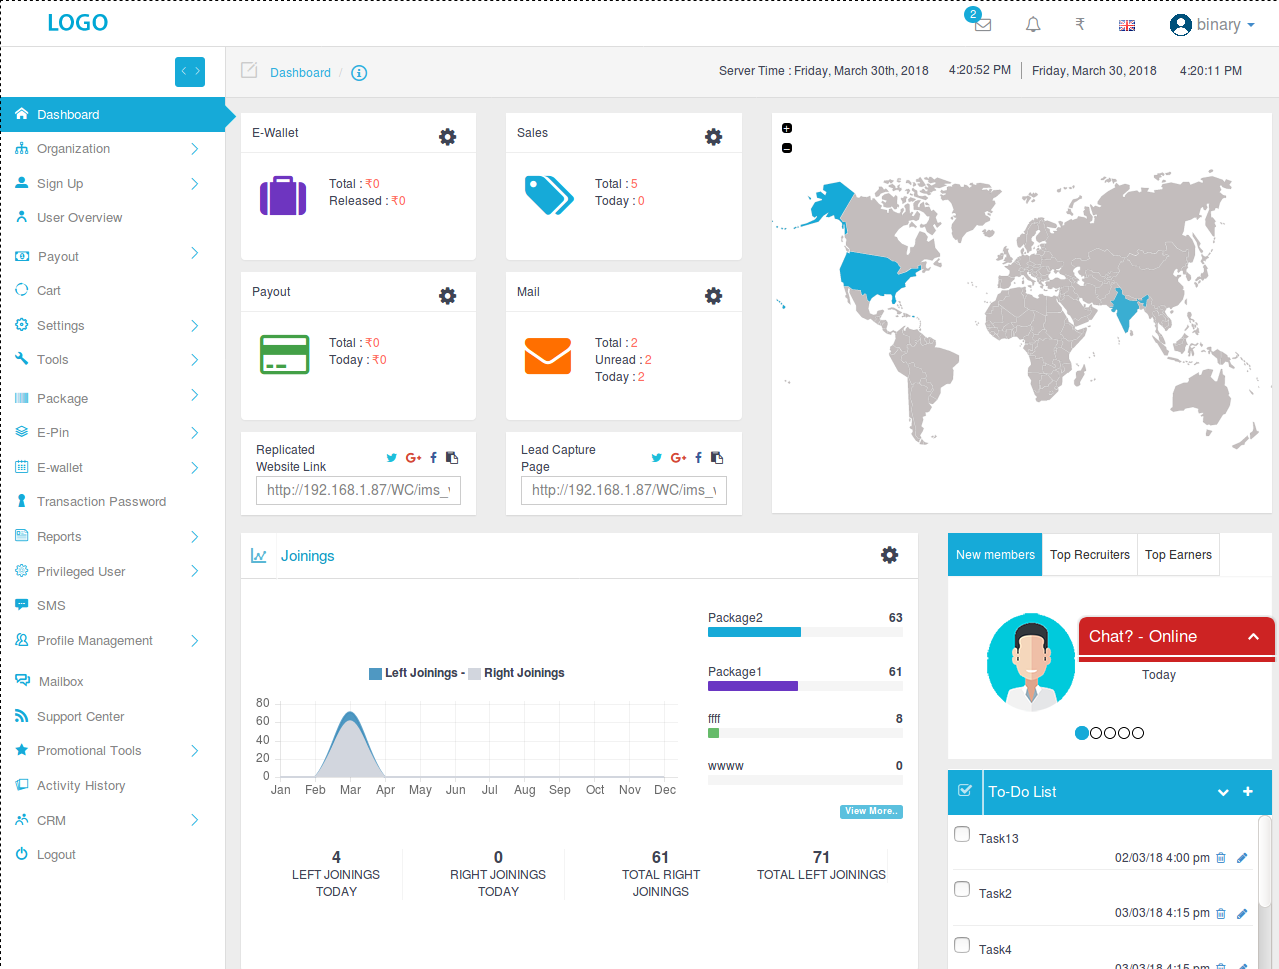 LOGO
2
₹
binary
Dashboard /
Server Time : Friday, March 30th, 2018 4:20:52 PM
Friday, March 30, 2018 4:20:11 PM
Dashboard
Organization
Sign Up
User Overview
Payout
Cart
Settings
Tools
Package
E-Pin
E-wallet
Transaction Password
Reports
Privileged User
SMS
Profile Management
Mailbox
Support Center
Promotional Tools
Activity History
CRM
Logout
E-Wallet
Total : ₹0
Released : ₹0
Sales
Total : 5
Today : 0
Payout
Total : ₹0
Today : ₹0
Mail
Total : 2
Unread : 2
Today : 2
Replicated
Website Link
http://192.168.1.87/WC/ims_
Lead Capture
Page
http://192.168.1.87/WC/ims_
Joinings
Left Joinings - Right Joinings
80
60
40
20
0
Jan Feb Mar Apr May Jun Jul Aug Sep Oct Nov Dec
Package2 63
Package1 61
ffff 8
wwww 0
View More..
4
LEFT JOININGS
TODAY
0
RIGHT JOININGS
TODAY
61
TOTAL RIGHT
JOININGS
71
TOTAL LEFT JOININGS
New members Top Recruiters Top Earners
Chat? - Online
Today
To-Do List
Task13
02/03/18 4:00 pm
Task2
03/03/18 4:15 pm
Task4
03/03/18 4:15 pm